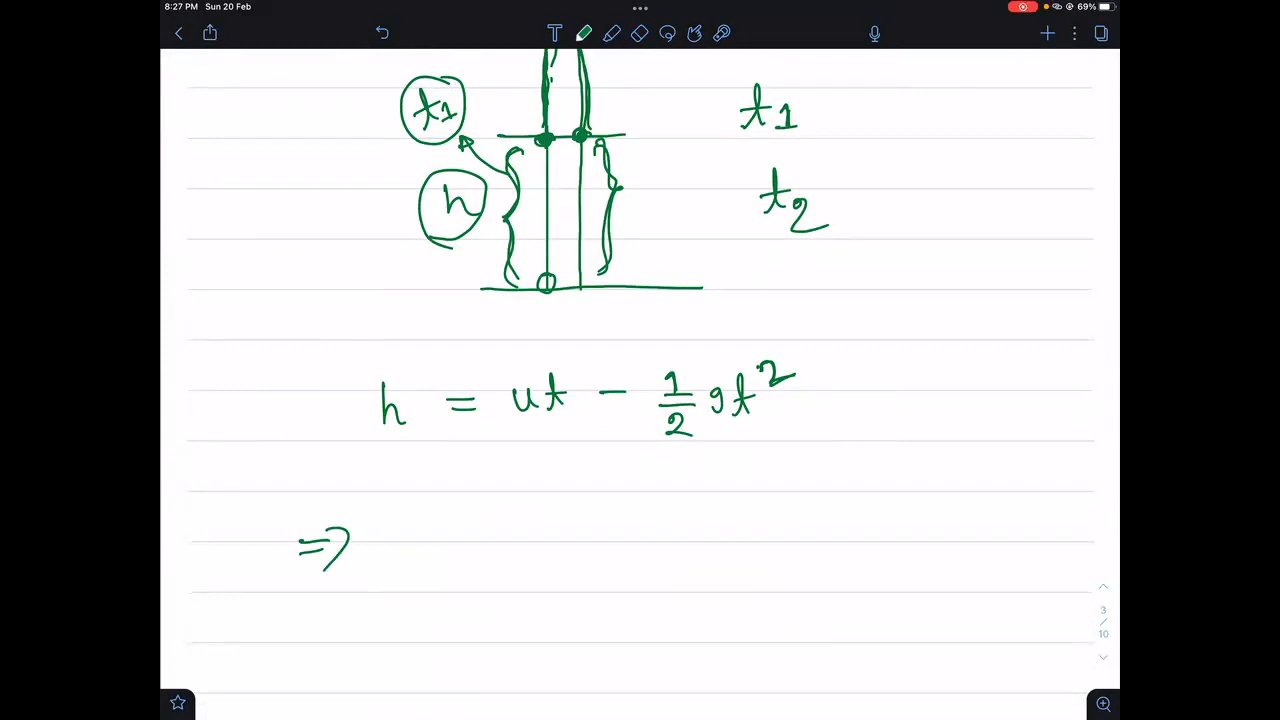 8:27 PM Sun 20 Feb
69%
T
t1
t1
h
t2
h = ut - 1/2 gt²
⇒
3
/
10